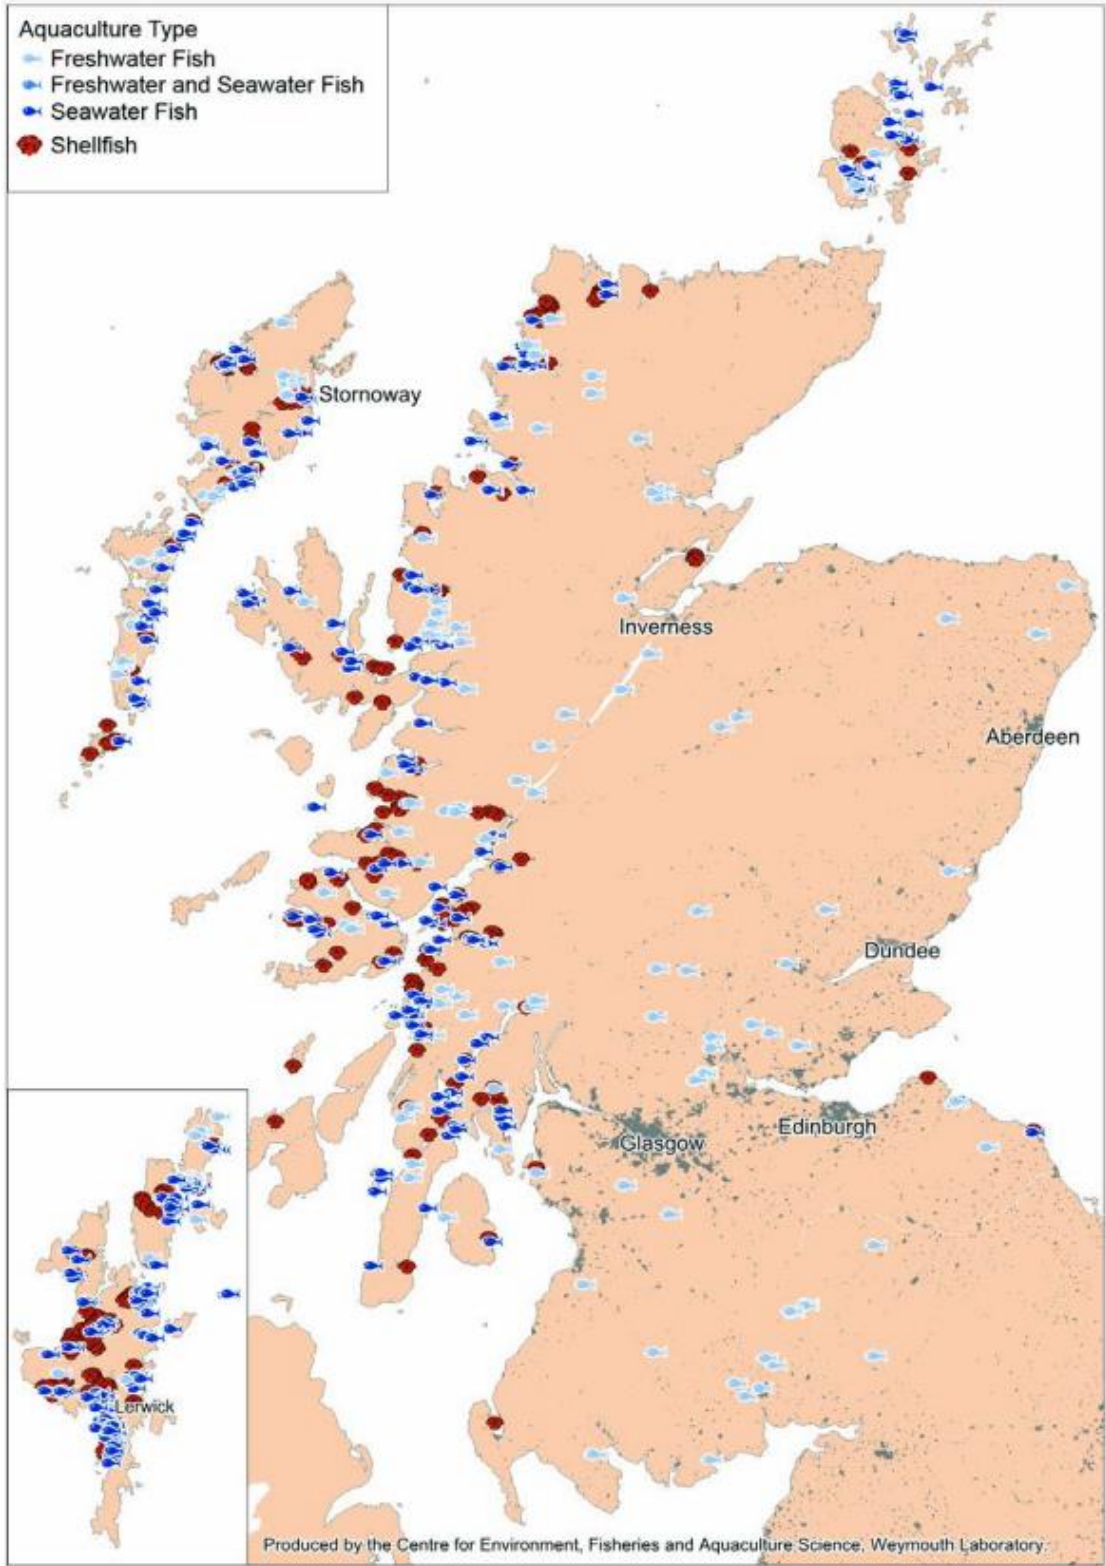 Aquaculture Type
Freshwater Fish
Freshwater and Seawater Fish
Seawater Fish
Shellfish
Stornoway
Inverness
Aberdeen
Dundee
Edinburgh
Glasgow
Lerwick
Produced by the Centre for Environment, Fisheries and Aquaculture Science, Weymouth Laboratory.